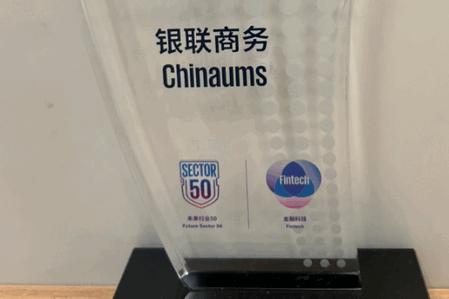 银联商务
Chinaums
SECTOR
50
Fintech
未来行业50
Future Sector 50
金融科技
Fintech